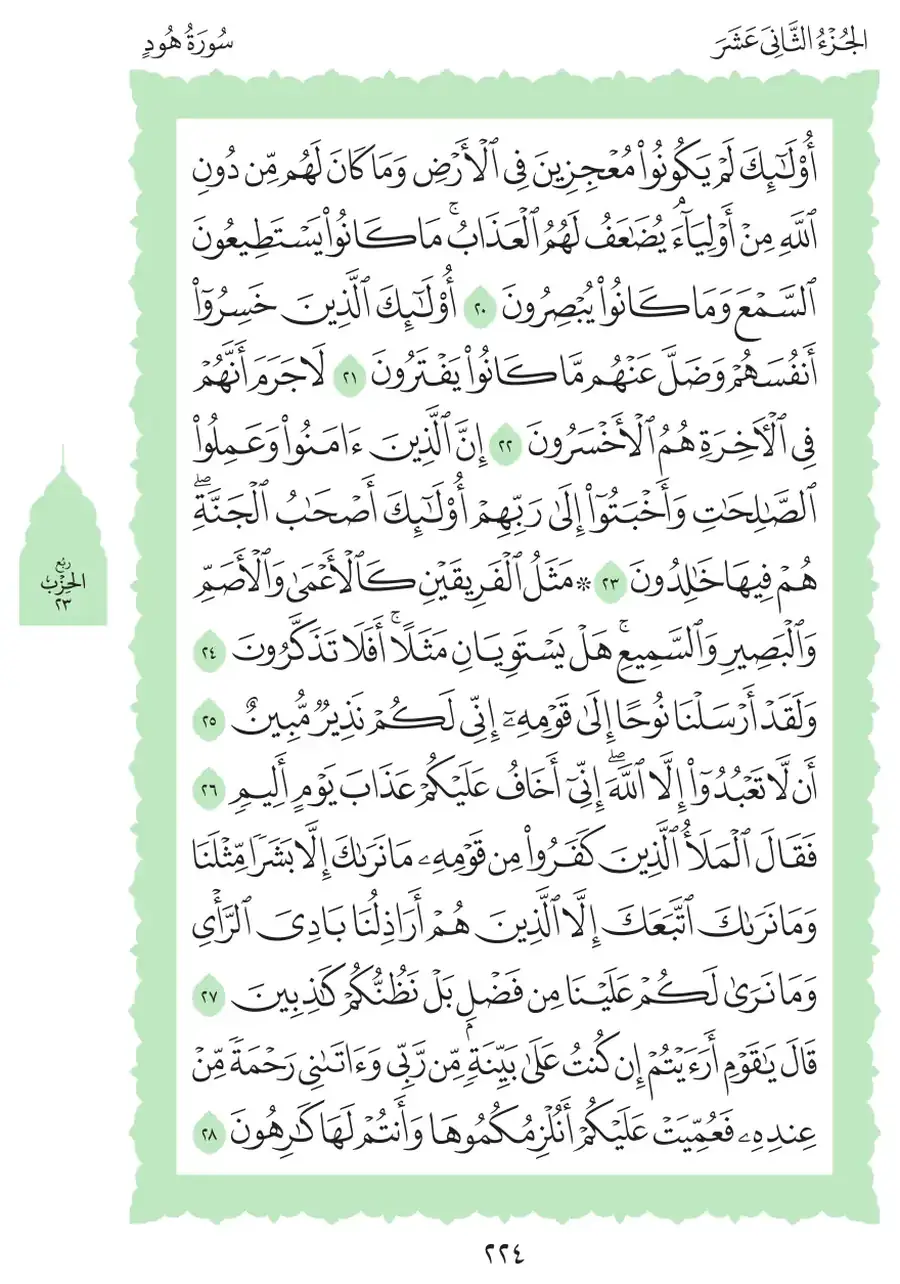 الجُزْءُ الثَّانِيَ عَشَرَ
سُورَةُ هُودٍ
أُوْلَـٰٓئِكَ لَمْ يَكُونُواْ مُعْجِزِينَ فِى ٱلْأَرْضِ وَمَا كَانَ لَهُم مِّن دُونِ
ٱللَّهِ مِنْ أَوْلِيَآءَۘ يُضَـٰعَفُ لَهُمُ ٱلْعَذَابُۚ مَا كَانُواْ يَسْتَطِيعُونَ
ٱلسَّمْعَ وَمَا كَانُواْ يُبْصِرُونَ ٢٠ أُوْلَـٰٓئِكَ ٱلَّذِينَ خَسِرُوٓاْ
أَنفُسَهُمْ وَضَلَّ عَنْهُم مَّا كَانُواْ يَفْتَرُونَ ٢١ لَا جَرَمَ أَنَّهُمْ
فِى ٱلْـَٔاخِرَةِ هُمُ ٱلْأَخْسَرُونَ ٢٢ إِنَّ ٱلَّذِينَ ءَامَنُواْ وَعَمِلُواْ
ٱلصَّـٰلِحَـٰتِ وَأَخْبَتُوٓاْ إِلَىٰ رَبِّهِمْ أُوْلَـٰٓئِكَ أَصْحَـٰبُ ٱلْجَنَّةِۖ
هُمْ فِيهَا خَـٰلِدُونَ ٢٣ ۞ مَثَلُ ٱلْفَرِيقَيْنِ كَٱلْأَعْمَىٰ وَٱلْأَصَمِّ
وَٱلْبَصِيرِ وَٱلسَّمِيعِۚ هَلْ يَسْتَوِيَانِ مَثَلًاۚ أَفَلَا تَذَكَّرُونَ ٢٤
وَلَقَدْ أَرْسَلْنَا نُوحًا إِلَىٰ قَوْمِهِۦٓ إِنِّى لَكُمْ نَذِيرٌ مُّبِينٌ ٢٥
أَن لَّا تَعْبُدُوٓاْ إِلَّا ٱللَّهَۖ إِنِّىٓ أَخَافُ عَلَيْكُمْ عَذَابَ يَوْمٍ أَلِيمٍ ٢٦
فَقَالَ ٱلْمَلَأُ ٱلَّذِينَ كَفَرُواْ مِن قَوْمِهِۦ مَا نَرَىٰكَ إِلَّا بَشَرًا مِّثْلَنَا
وَمَا نَرَىٰكَ ٱتَّبَعَكَ إِلَّا ٱلَّذِينَ هُمْ أَرَاذِلُنَا بَادِىَ ٱلرَّأْىِ
وَمَا نَرَىٰ لَكُمْ عَلَيْنَا مِن فَضْلٍۭ بَلْ نَظُنُّكُمْ كَـٰذِبِينَ ٢٧
قَالَ يَـٰقَوْمِ أَرَءَيْتُمْ إِن كُنتُ عَلَىٰ بَيِّنَةٍ مِّن رَّبِّى وَءَاتَىٰنِى رَحْمَةً مِّنْ
عِندِهِۦ فَعُمِّيَتْ عَلَيْكُمْ أَنُلْزِمُكُمُوهَا وَأَنتُمْ لَهَا كَـٰرِهُونَ ٢٨
ربع
الحزب
٢٣
٢٢٤